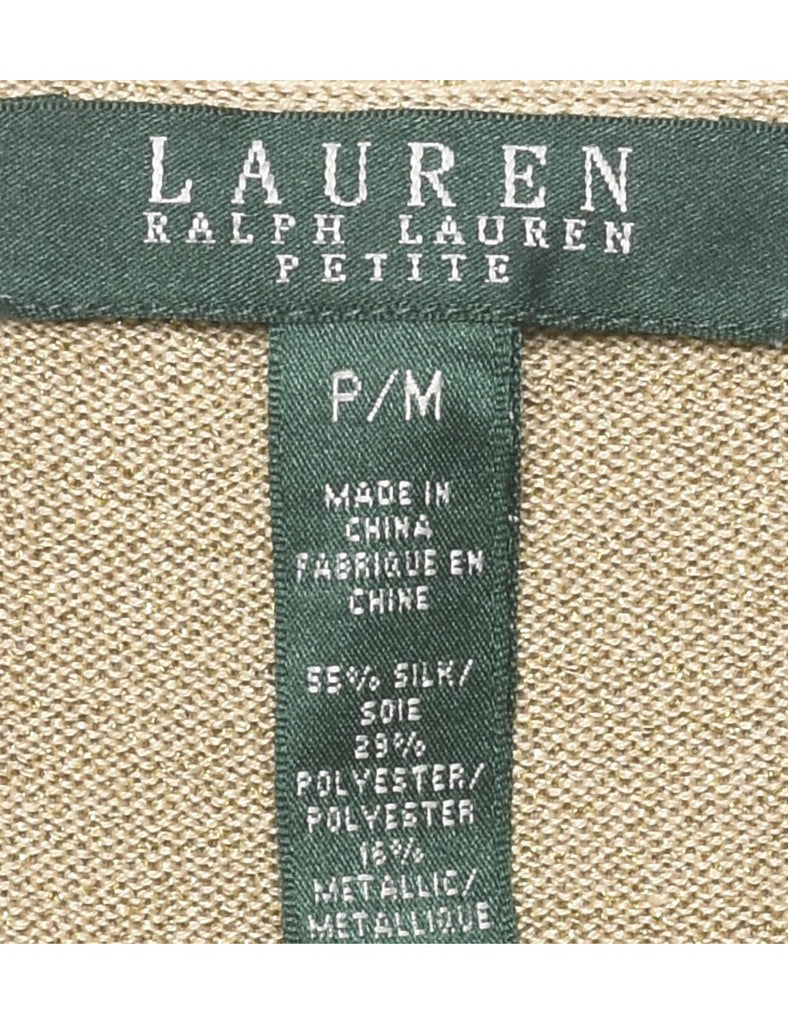 LAUREN
RALPH LAUREN
PETITE
P/M
MADE IN
CHINA
FABRIQUE EN
CHINE
55% SILK/
SOIE
29%
POLYESTER/
POLYESTER
16%
METALLIC/
METALLIQUE